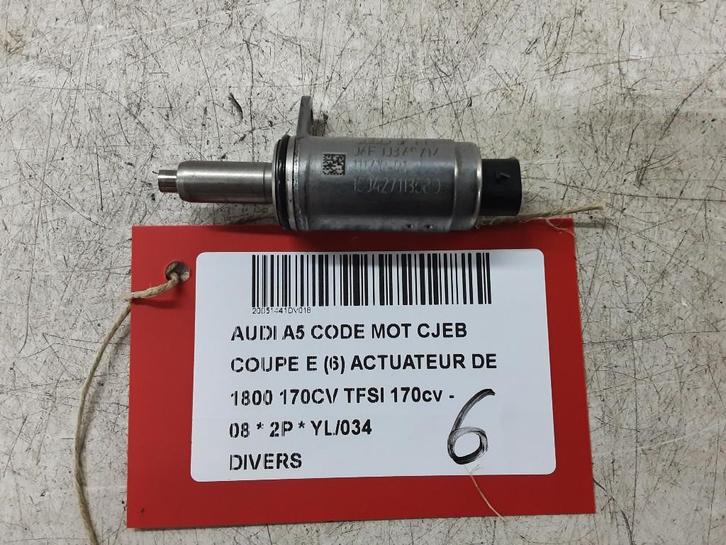 20051441DV018
AUDI A5 CODE MOT CJEB
COUPE E (6) ACTUATEUR DE
1800 170CV TFSI 170cv -
08 * 2P * YL/034
DIVERS
6